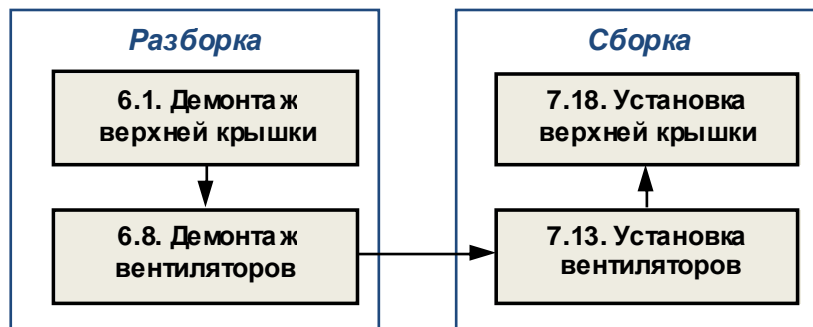 Разборка
6.1. Демонтаж
верхней крышки
6.8. Демонтаж
вентиляторов
Сборка
7.18. Установка
верхней крышки
7.13. Установка
вентиляторов